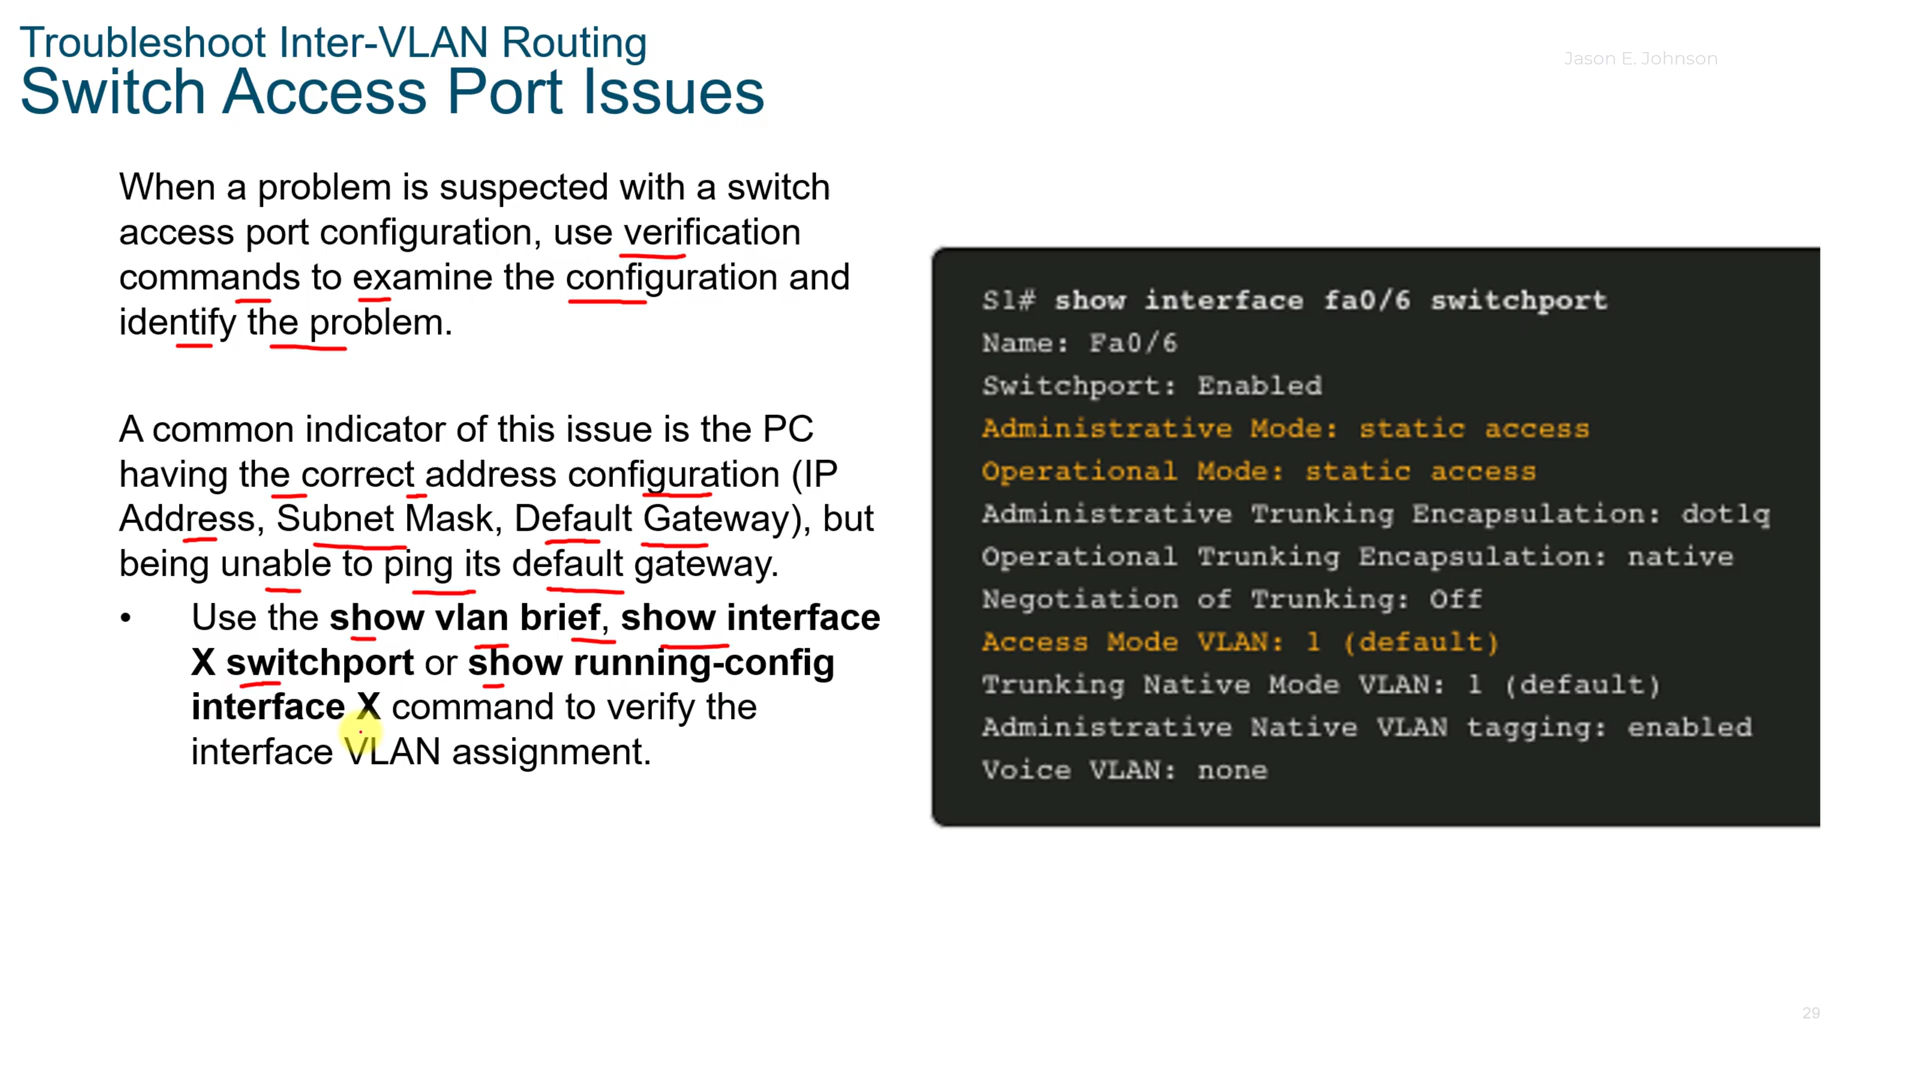 Troubleshoot Inter-VLAN Routing
Switch Access Port Issues
Jason E. Johnson
When a problem is suspected with a switch
access port configuration, use verification
commands to examine the configuration and
identify the problem.
A common indicator of this issue is the PC
having the correct address configuration (IP
Address, Subnet Mask, Default Gateway), but
being unable to ping its default gateway.
• Use the show vlan brief, show interface
X switchport or show running-config
interface X command to verify the
interface VLAN assignment.
S1# show interface fa0/6 switchport
Name: Fa0/6
Switchport: Enabled
Administrative Mode: static access
Operational Mode: static access
Administrative Trunking Encapsulation: dot1q
Operational Trunking Encapsulation: native
Negotiation of Trunking: Off
Access Mode VLAN: 1 (default)
Trunking Native Mode VLAN: 1 (default)
Administrative Native VLAN tagging: enabled
Voice VLAN: none
29